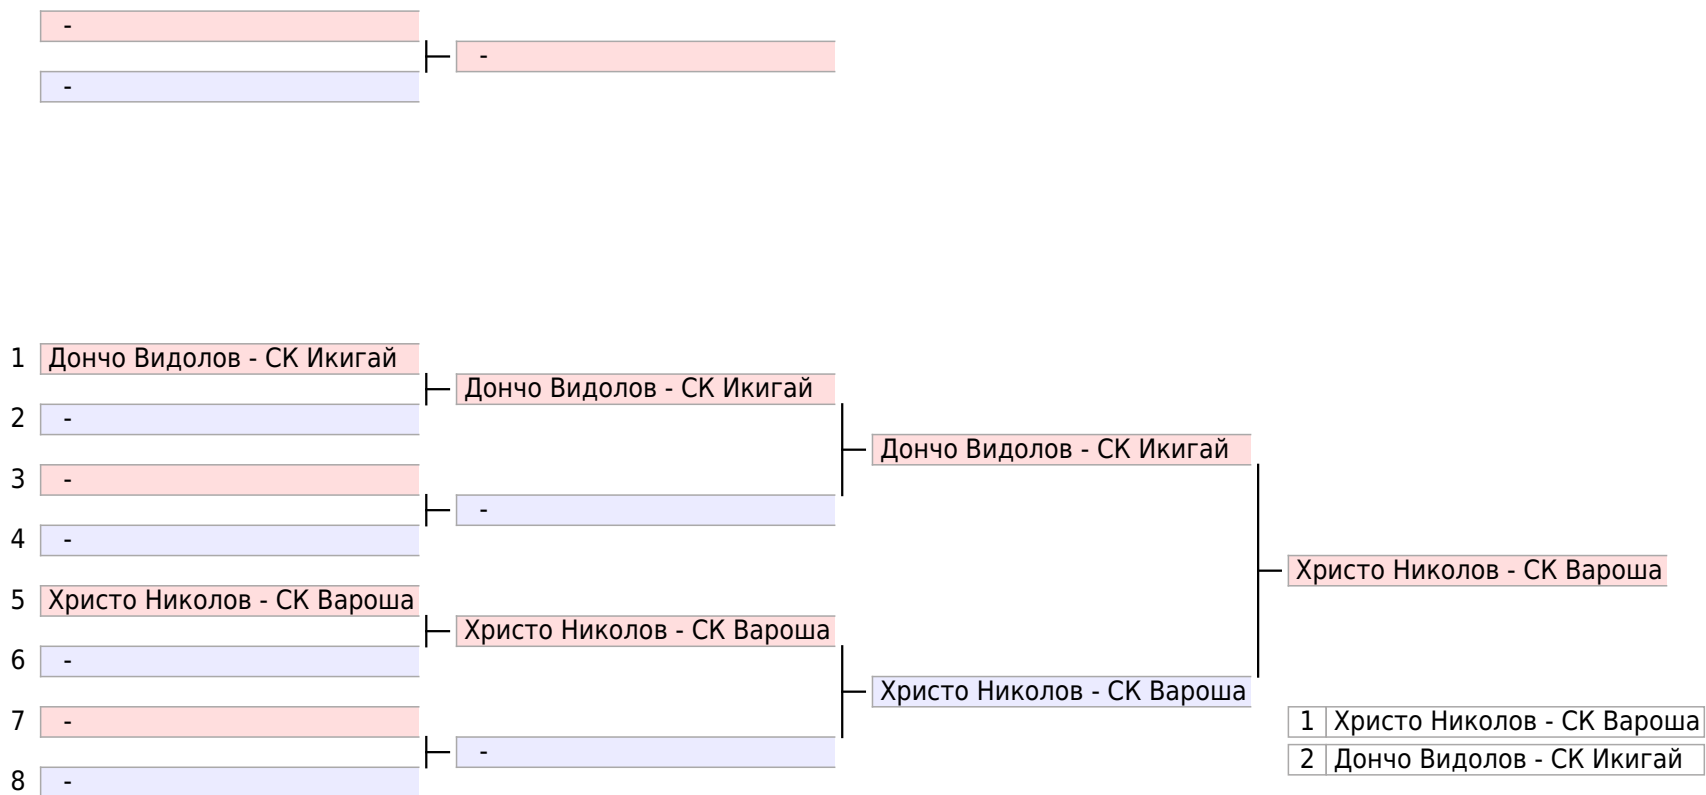 -
-
-
1 Дончо Видолов - СК Икигай
Дончо Видолов - СК Икигай
2 -
Дончо Видолов - СК Икигай
3 -
-
4 -
Христо Николов - СК Вароша
5 Христо Николов - СК Вароша
Христо Николов - СК Вароша
6 -
Христо Николов - СК Вароша
7 -
1 Христо Николов - СК Вароша
-
2 Дончо Видолов - СК Икигай
8 -